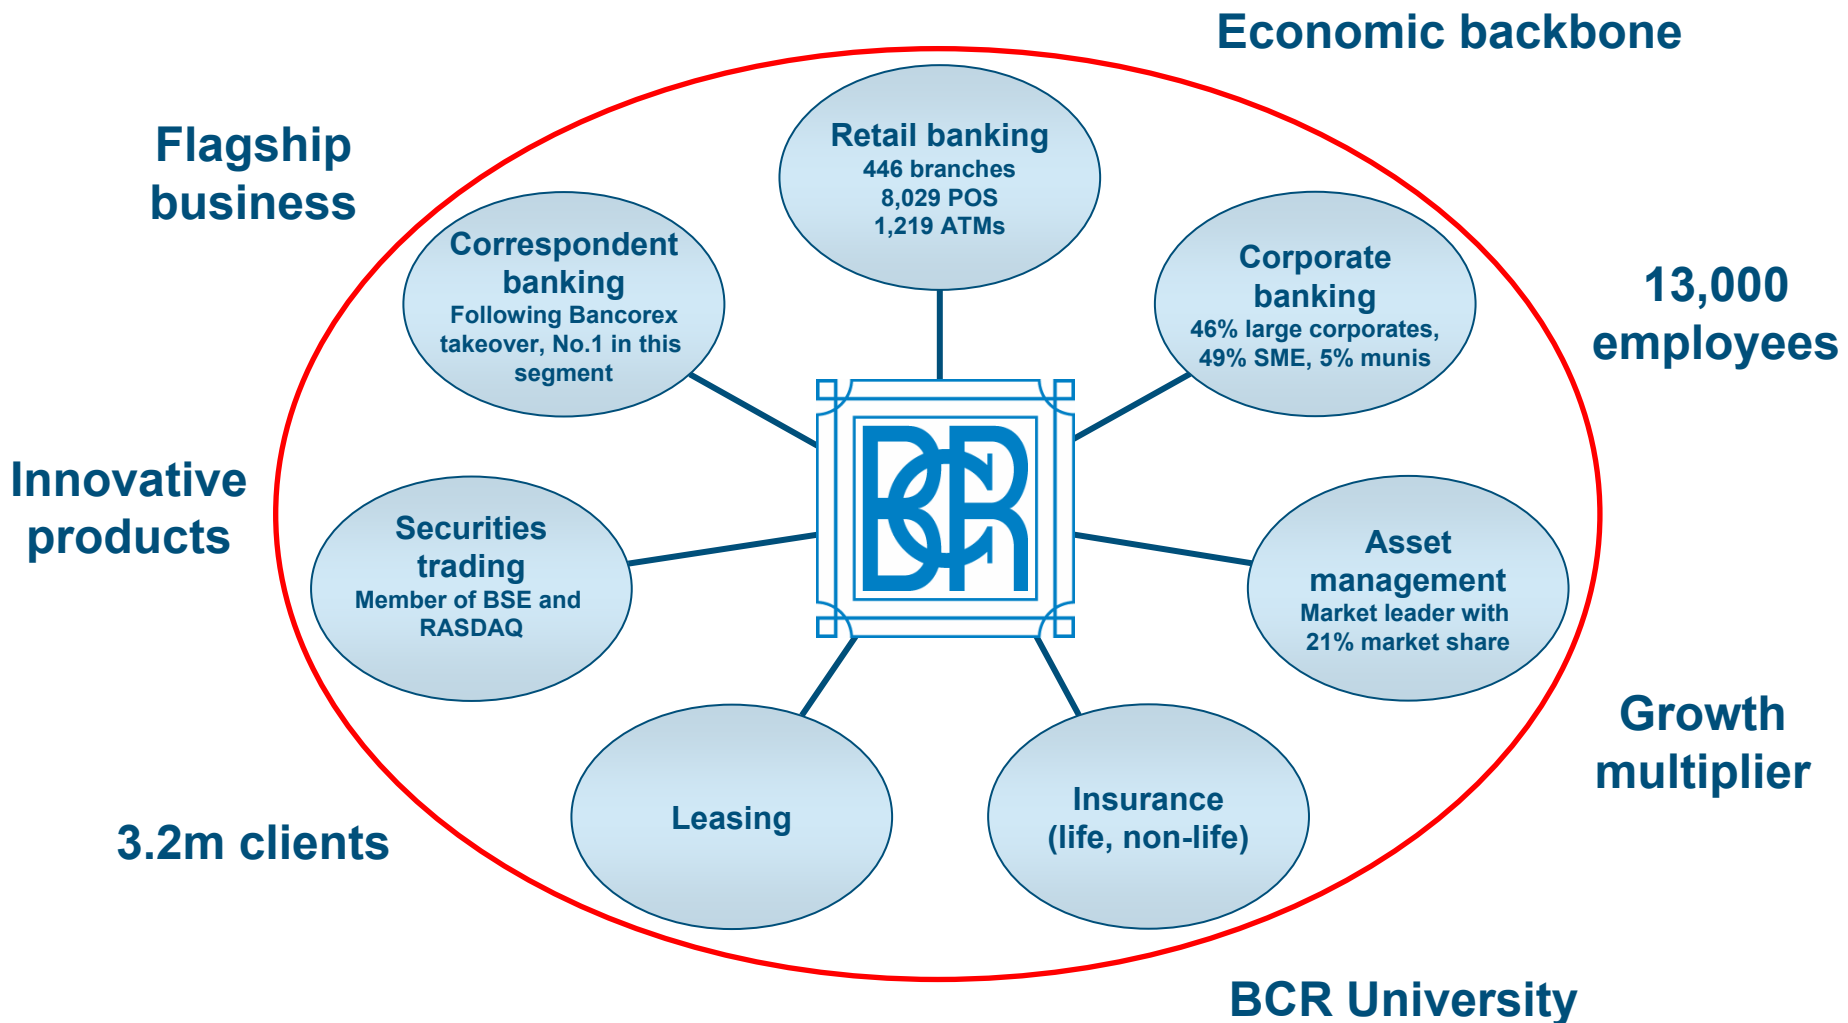 Economic backbone
Flagship
business
Retail banking
446 branches
8,029 POS
1,219 ATMs
Correspondent
banking
Following Bancorex
takeover, No.1 in this
segment
Corporate
banking
46% large corporates,
49% SME, 5% munis
13,000
employees
BCR
Innovative
products
Securities
trading
Member of BSE and
RASDAQ
Asset
management
Market leader with
21% market share
Growth
multiplier
3.2m clients
Leasing
Insurance
(life, non-life)
BCR University